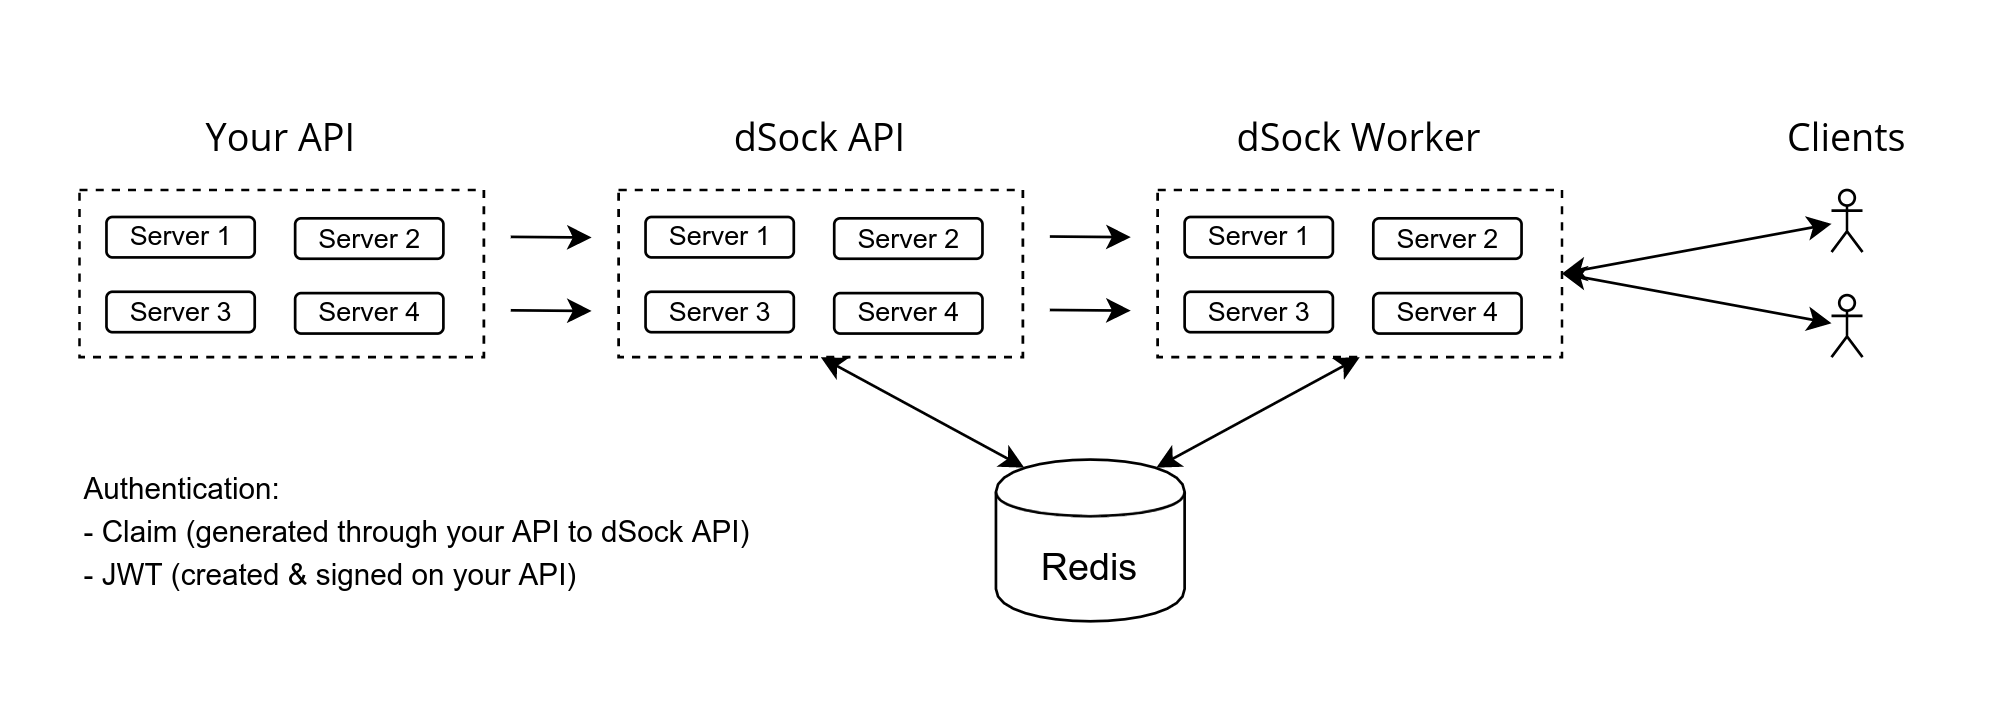 Your API
dSock API
dSock Worker
Clients
Server 1
Server 2
Server 3
Server 4
Server 1
Server 2
Server 3
Server 4
Server 1
Server 2
Server 3
Server 4
Redis
Authentication:
- Claim (generated through your API to dSock API)
- JWT (created & signed on your API)